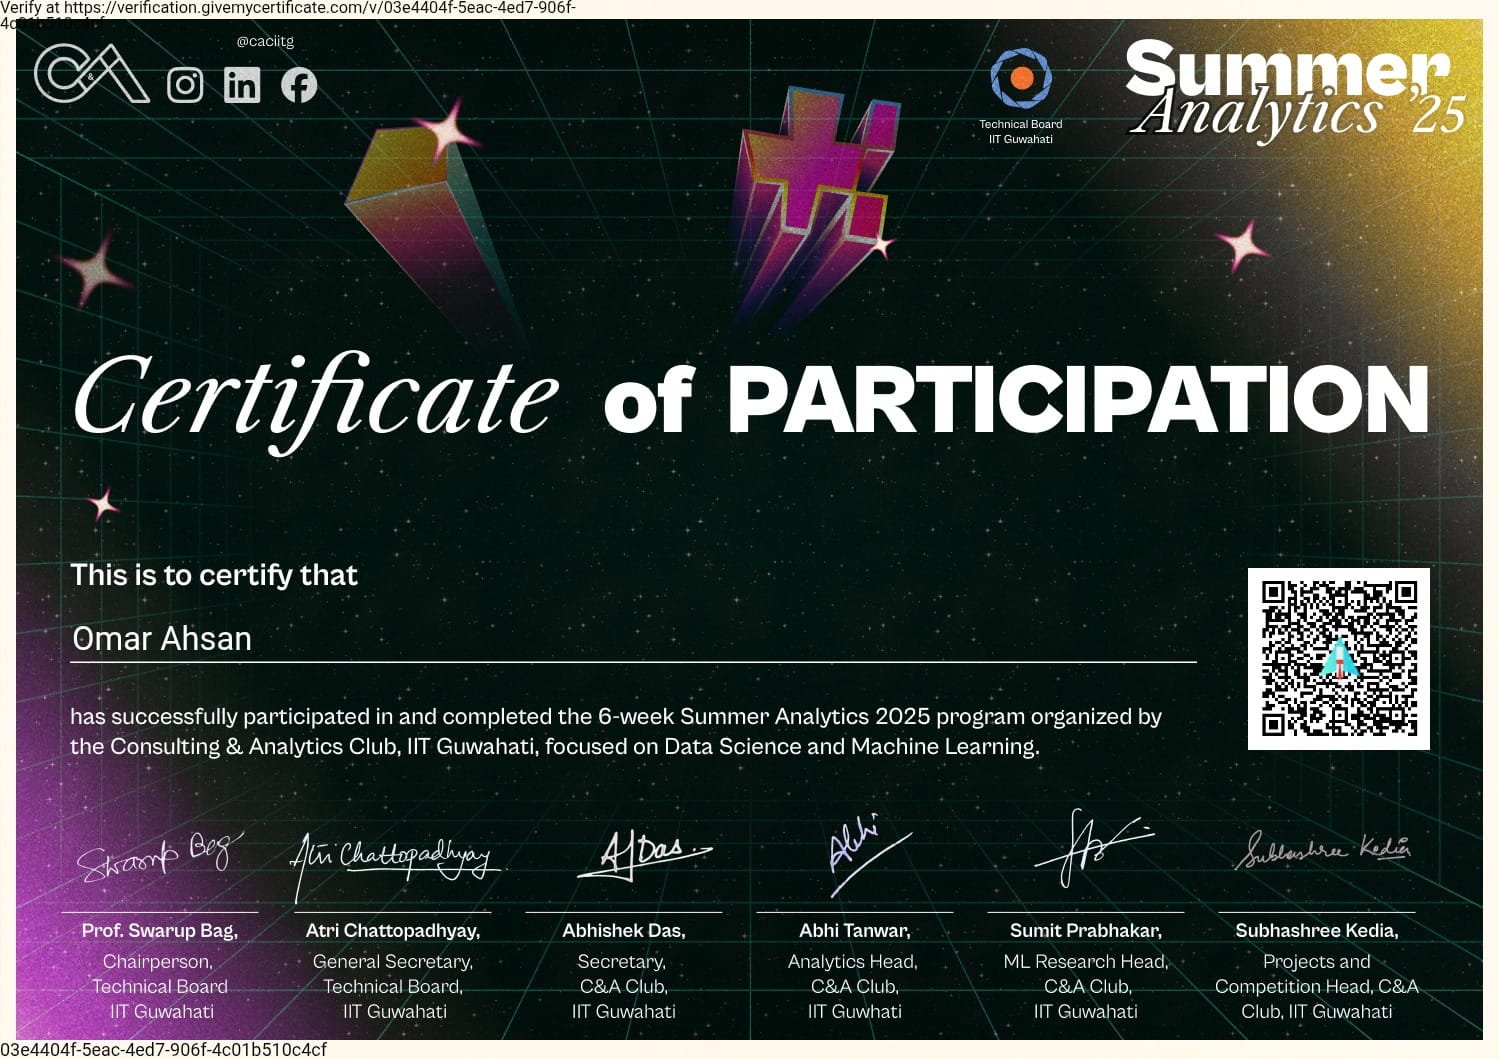 Verify at https://verification.givemycertificate.com/v/03e4404f-5eac-4ed7-906f-
4c01b510c4cf
@caciitg
C&A
Technical Board
IIT Guwahati
Summer
Analytics '25
Certificate of PARTICIPATION
This is to certify that
Omar Ahsan
has successfully participated in and completed the 6-week Summer Analytics 2025 program organized by
the Consulting & Analytics Club, IIT Guwahati, focused on Data Science and Machine Learning.
Swarup Bag
Atri Chattopadhyay
A Das
Abhi
Subhashree Kedia
Prof. Swarup Bag,
Chairperson,
Technical Board
IIT Guwahati
Atri Chattopadhyay,
General Secretary,
Technical Board,
IIT Guwahati
Abhishek Das,
Secretary,
C&A Club,
IIT Guwahati
Abhi Tanwar,
Analytics Head,
C&A Club,
IIT Guwhati
Sumit Prabhakar,
ML Research Head,
C&A Club,
IIT Guwahati
Subhashree Kedia,
Projects and
Competition Head, C&A
Club, IIT Guwahati
03e4404f-5eac-4ed7-906f-4c01b510c4cf